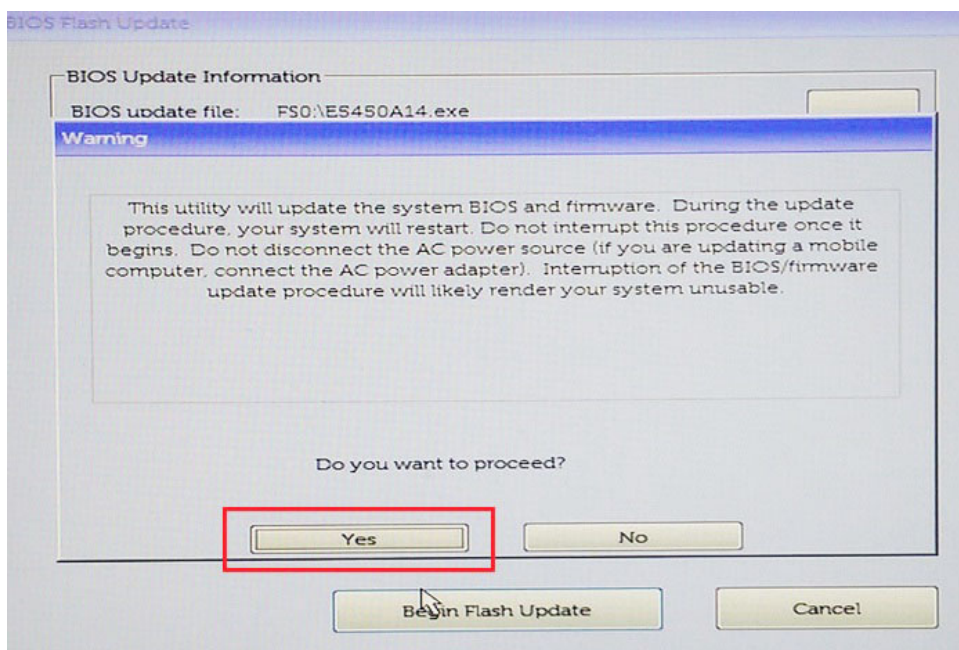 BIOS Flash Update
BIOS Update Information
BIOS update file: FS0:\E5450A14.exe
Warning
This utility will update the system BIOS and firmware. During the update
procedure, your system will restart. Do not interrupt this procedure once it
begins. Do not disconnect the AC power source (if you are updating a mobile
computer, connect the AC power adapter). Interruption of the BIOS/firmware
update procedure will likely render your system unusable.
Do you want to proceed?
Yes No
Begin Flash Update Cancel